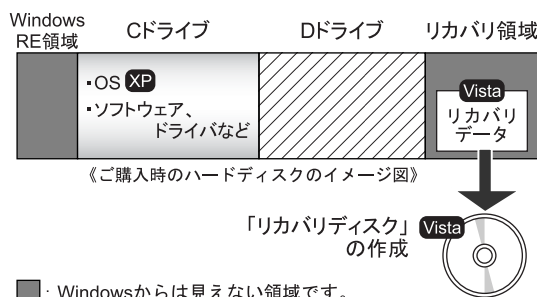 Windows
RE領域
Cドライブ
Dドライブ
リカバリ領域
・OS XP
・ソフトウェア、
ドライバなど
Vista
リカバリ
データ
《ご購入時のハードディスクのイメージ図》
「リカバリディスク」
の作成
Vista
：Windowsからは見えない領域です。